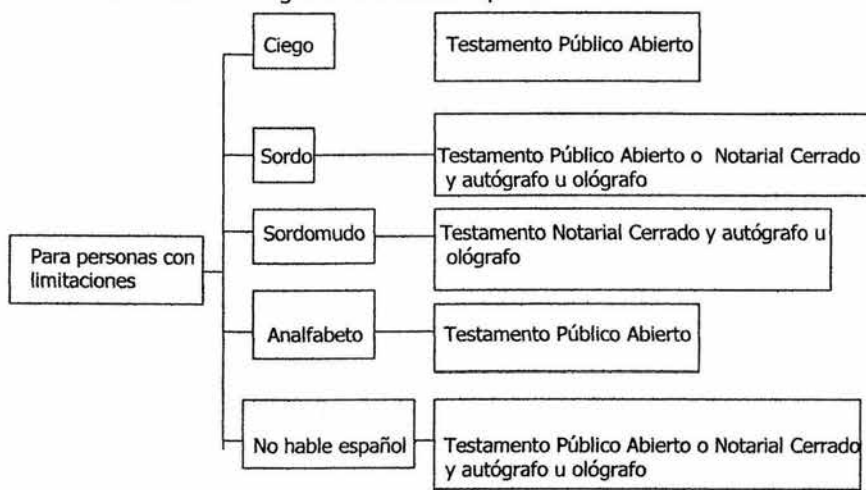 Ciego
Testamento Público Abierto
Sordo
Testamento Público Abierto o Notarial Cerrado
y autógrafo u ológrafo
Sordomudo
Testamento Notarial Cerrado y autógrafo u
ológrafo
Para personas con
limitaciones
Analfabeto
Testamento Público Abierto
No hable español
Testamento Público Abierto o Notarial Cerrado
y autógrafo u ológrafo